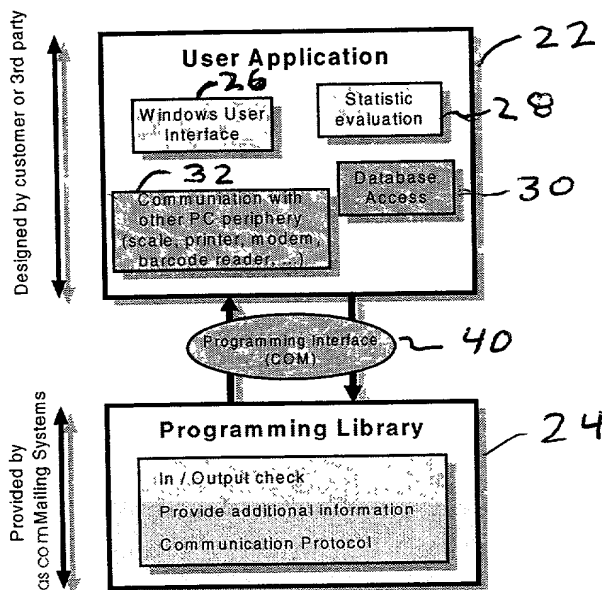 Designed by customer or 3rd party
User Application
22
26
Windows User
Interface
Statistic
evaluation
28
32
Communiation with
other PC periphery
(scale, printer, modem,
barcode reader, ...)
Database
Access
30
Programming Interface
(COM)
40
Provided by
ascom Mailing Systems
Programming Library
24
In / Output check
Provide additional information
Communication Protocol